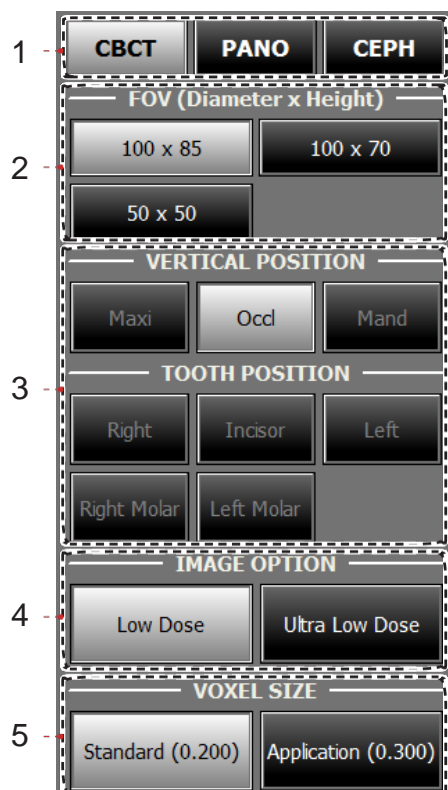 1 CBCT PANO CEPH
FOV (Diameter x Height)
2 100 x 85 100 x 70
50 x 50
VERTICAL POSITION
Maxi Occl Mand
3 TOOTH POSITION
Right Incisor Left
Right Molar Left Molar
IMAGE OPTION
4 Low Dose Ultra Low Dose
VOXEL SIZE
5 Standard (0.200) Application (0.300)